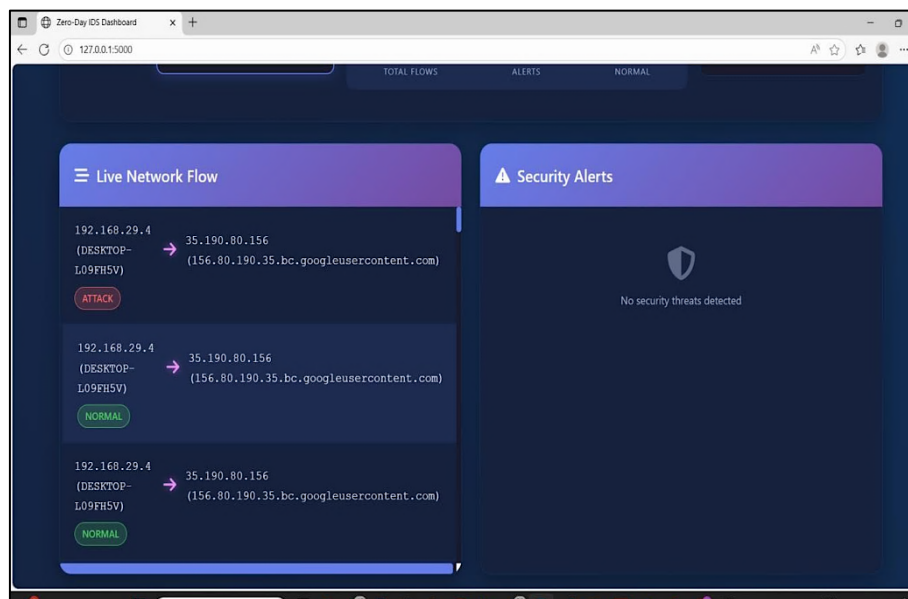 Zero-Day IDS Dashboard
127.0.0.1:5000
TOTAL FLOWS ALERTS NORMAL
Live Network Flow
192.168.29.4
(DESKTOP-
L09FH5V)
35.190.80.156
(156.80.190.35.bc.googleusercontent.com)
ATTACK
192.168.29.4
(DESKTOP-
L09FH5V)
35.190.80.156
(156.80.190.35.bc.googleusercontent.com)
NORMAL
192.168.29.4
(DESKTOP-
L09FH5V)
35.190.80.156
(156.80.190.35.bc.googleusercontent.com)
NORMAL
Security Alerts
No security threats detected